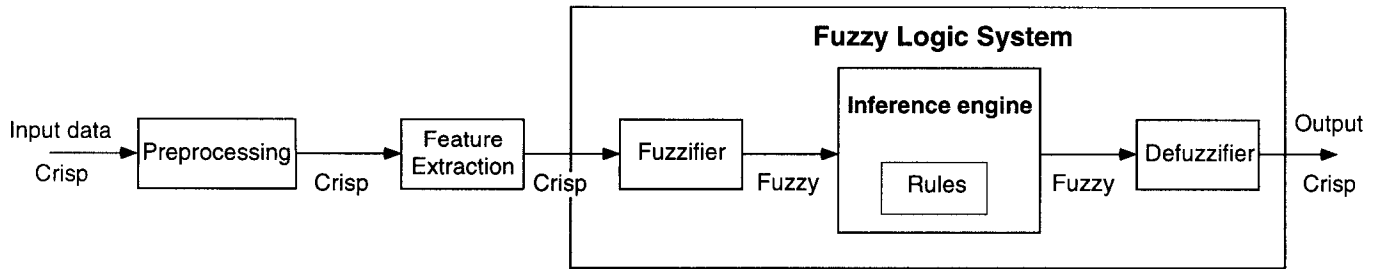 Fuzzy Logic System
Input data
Crisp
Preprocessing
Crisp
Feature
Extraction
Crisp
Fuzzifier
Fuzzy
Inference engine
Rules
Fuzzy
Defuzzifier
Output
Crisp